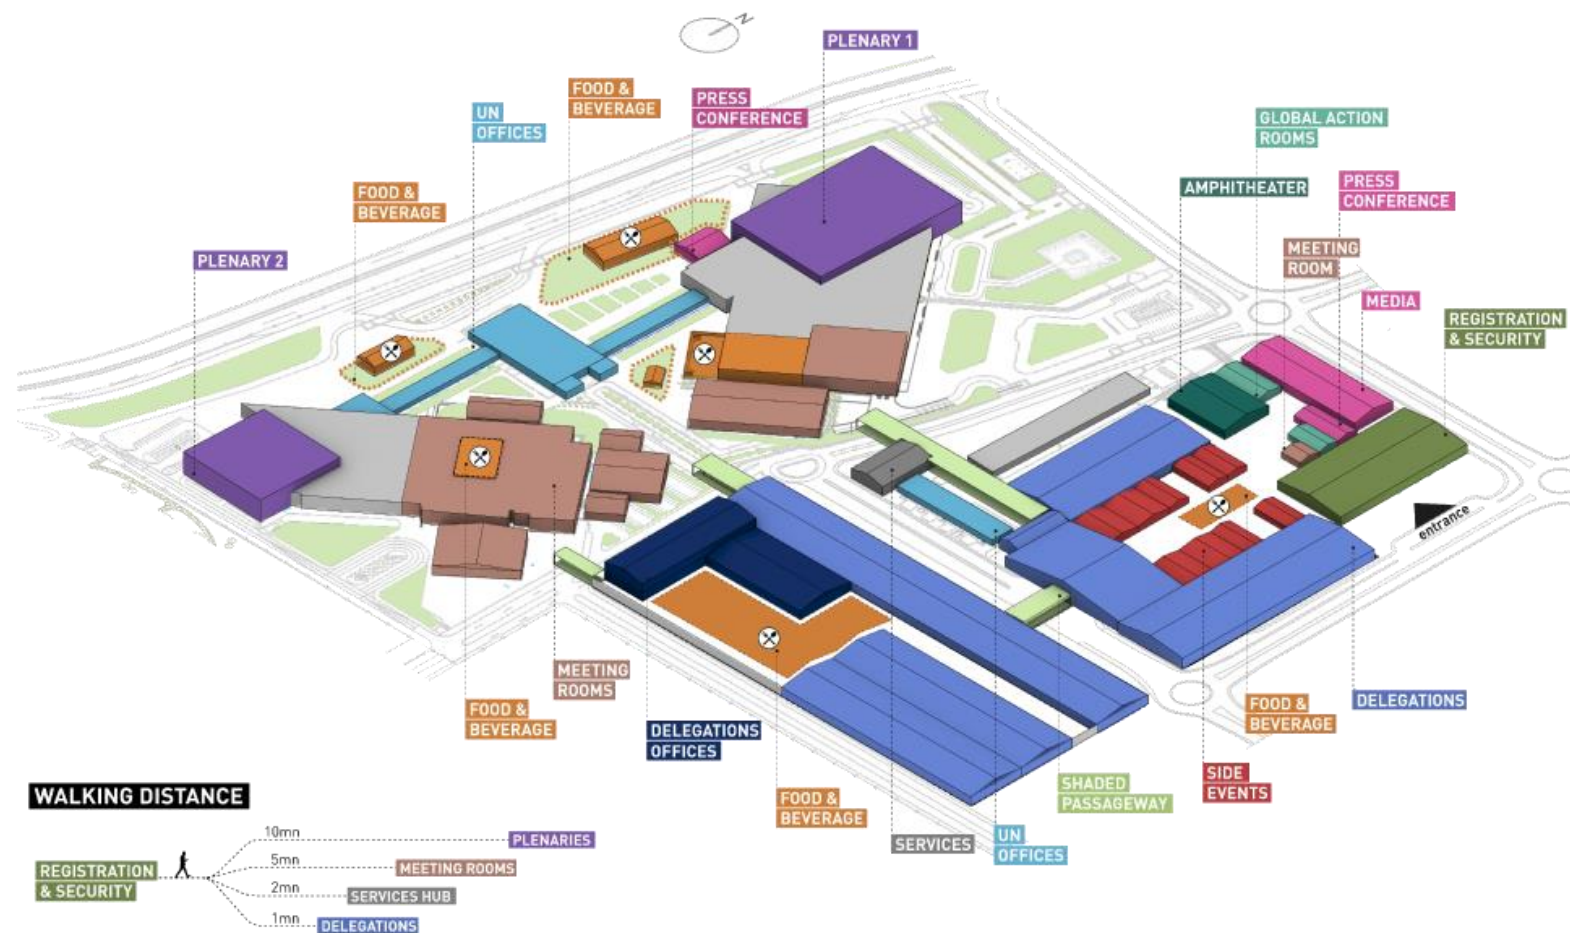 N
PLENARY 1
FOOD &
BEVERAGE
PRESS
CONFERENCE
UN
OFFICES
GLOBAL ACTION
ROOMS
AMPHITHEATER
PRESS
CONFERENCE
FOOD &
BEVERAGE
MEETING
ROOM
PLENARY 2
MEDIA
REGISTRATION
& SECURITY
entrance
MEETING
ROOMS
FOOD &
BEVERAGE
DELEGATIONS
OFFICES
FOOD &
BEVERAGE
DELEGATIONS
SIDE
EVENTS
SHADED
PASSAGEWAY
FOOD &
BEVERAGE
SERVICES
UN
OFFICES
WALKING DISTANCE
REGISTRATION
& SECURITY
10mn PLENARIES
5mn MEETING ROOMS
2mn SERVICES HUB
1mn DELEGATIONS